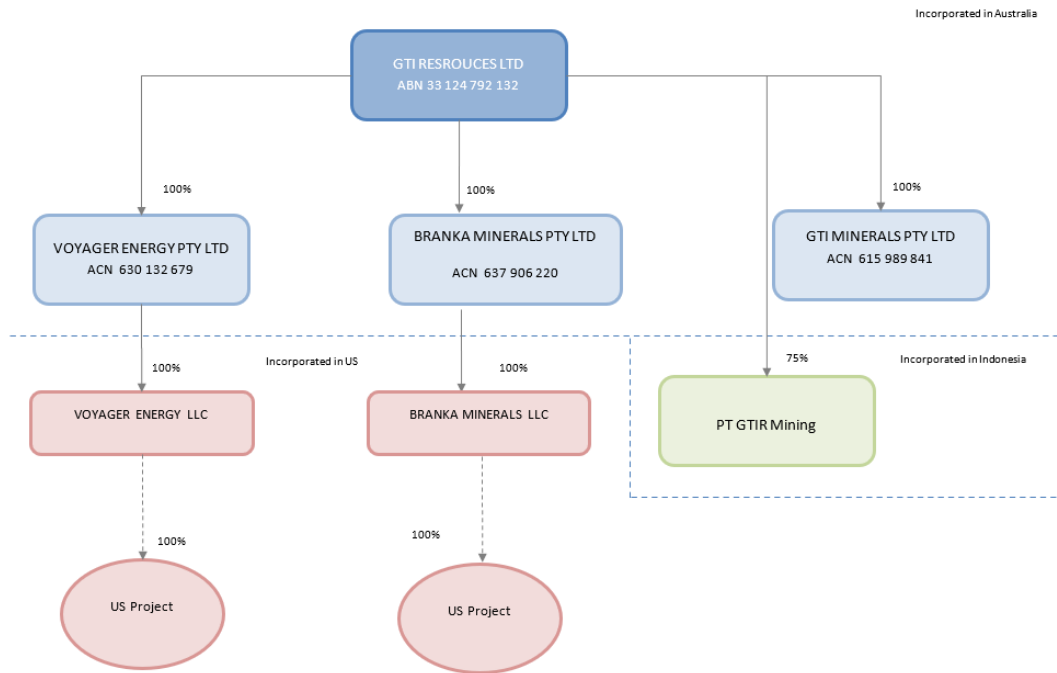 Incorporated in Australia
GTI RESROUCES LTD
ABN 33 124 792 132
100%
100%
100%
VOYAGER ENERGY PTY LTD
ACN 630 132 679
BRANKA MINERALS PTY LTD
ACN 637 906 220
GTI MINERALS PTY LTD
ACN 615 989 841
Incorporated in US
Incorporated in Indonesia
100%
100%
75%
VOYAGER ENERGY LLC
BRANKA MINERALS LLC
PT GTIR Mining
100%
100%
US Project
US Project